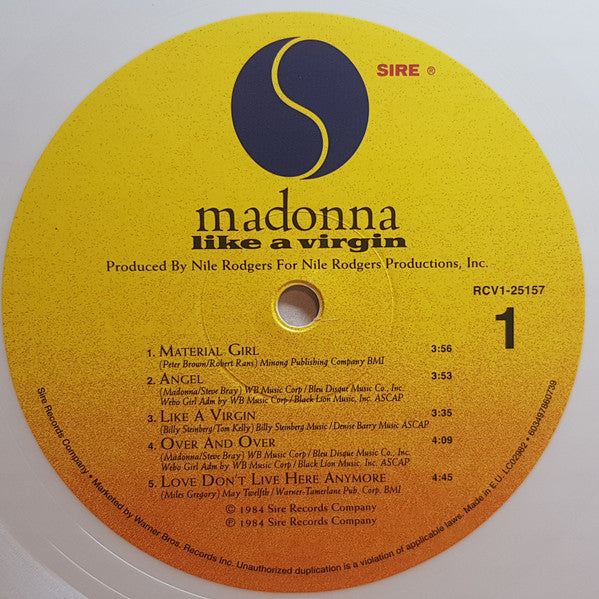 SIRE ®
madonna
like a virgin
Produced By Nile Rodgers For Nile Rodgers Productions, Inc.
RCV1-25157
1
1. MATERIAL GIRL 3:56
(Peter Brown/Robert Rans) Minong Publishing Company BMI
2. ANGEL 3:53
(Madonna/Steve Bray) WB Music Corp/Bleu Disque Music Co., Inc.
Webo Girl Adm by WB Music Corp/Black Lion Music, Inc. ASCAP
3. LIKE A VIRGIN 3:35
(Billy Steinberg/Tom Kelly) Billy Steinberg Music/Denise Barry Music ASCAP
4. OVER AND OVER 4:09
(Madonna/Steve Bray) WB Music Corp/Bleu Disque Music Co., Inc.
Webo Girl Adm by WB Music Corp/Black Lion Music, Inc. ASCAP
5. LOVE DON'T LIVE HERE ANYMORE 4:45
(Miles Gregory) May Twelfth/Warner-Tamerlane Pub. Corp. BMI
© 1984 Sire Records Company
℗ 1984 Sire Records Company
Sire Records Company • Marketed by Warner Bros. Records Inc. Unauthorized duplication is a violation of applicable laws. Made in E.U. LC02982 • 603497860739